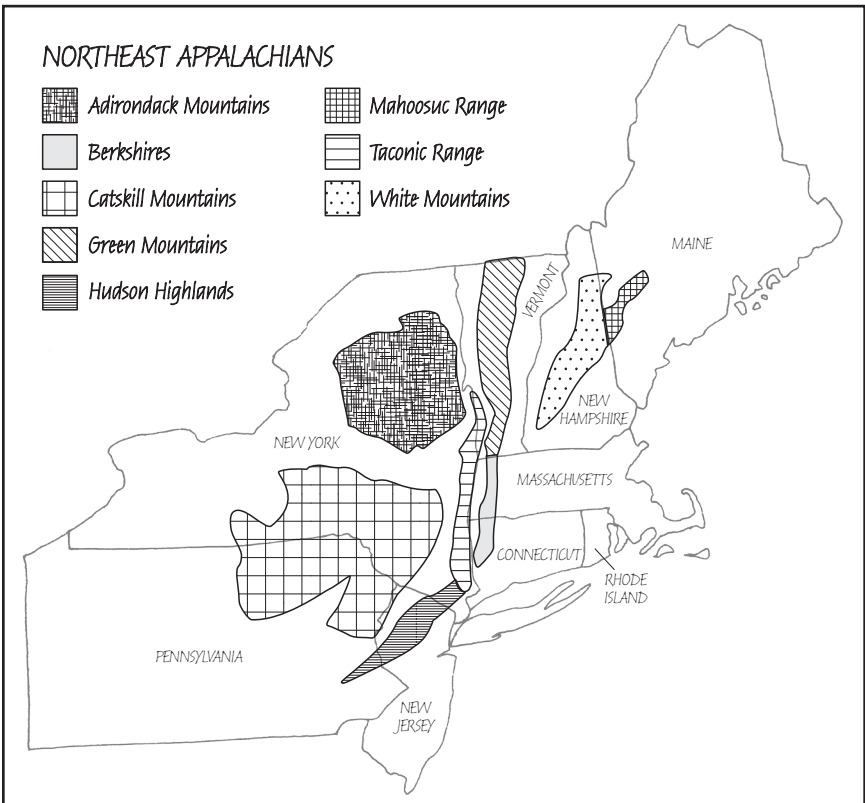 NORTHEAST APPALACHIANS
Adirondack Mountains
Berkshires
Catskill Mountains
Green Mountains
Hudson Highlands
Mahoosuc Range
Taconic Range
White Mountains
MAINE
VERMONT
NEW
HAMPSHIRE
NEW YORK
MASSACHUSETTS
CONNECTICUT
RHODE
ISLAND
PENNSYLVANIA
NEW
JERSEY